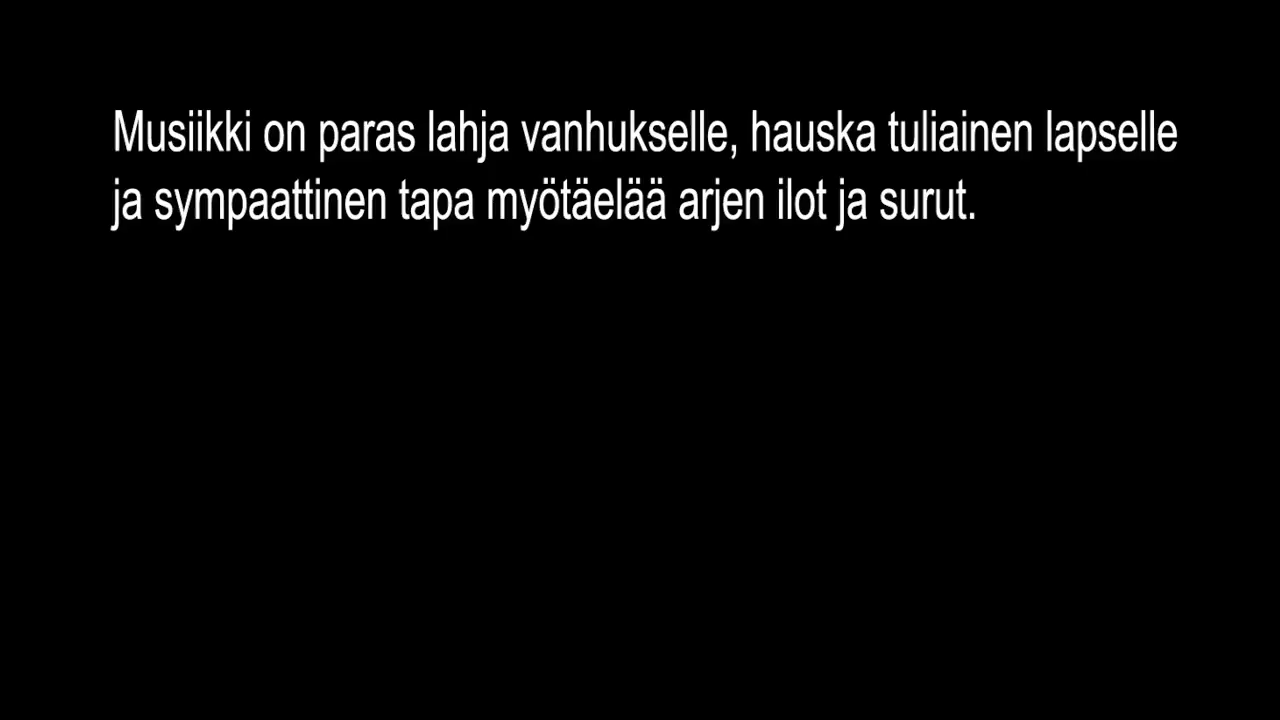 Musiikki on paras lahja vanhukselle, hauska tuliainen lapselle
ja sympaattinen tapa myötäelää arjen ilot ja surut.